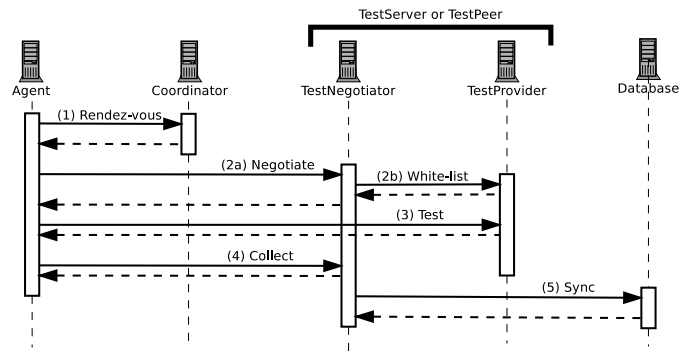 TestServer or TestPeer
Agent
Coordinator
TestNegotiator
TestProvider
Database
(1) Rendez-vous
(2a) Negotiate
(2b) White-list
(3) Test
(4) Collect
(5) Sync